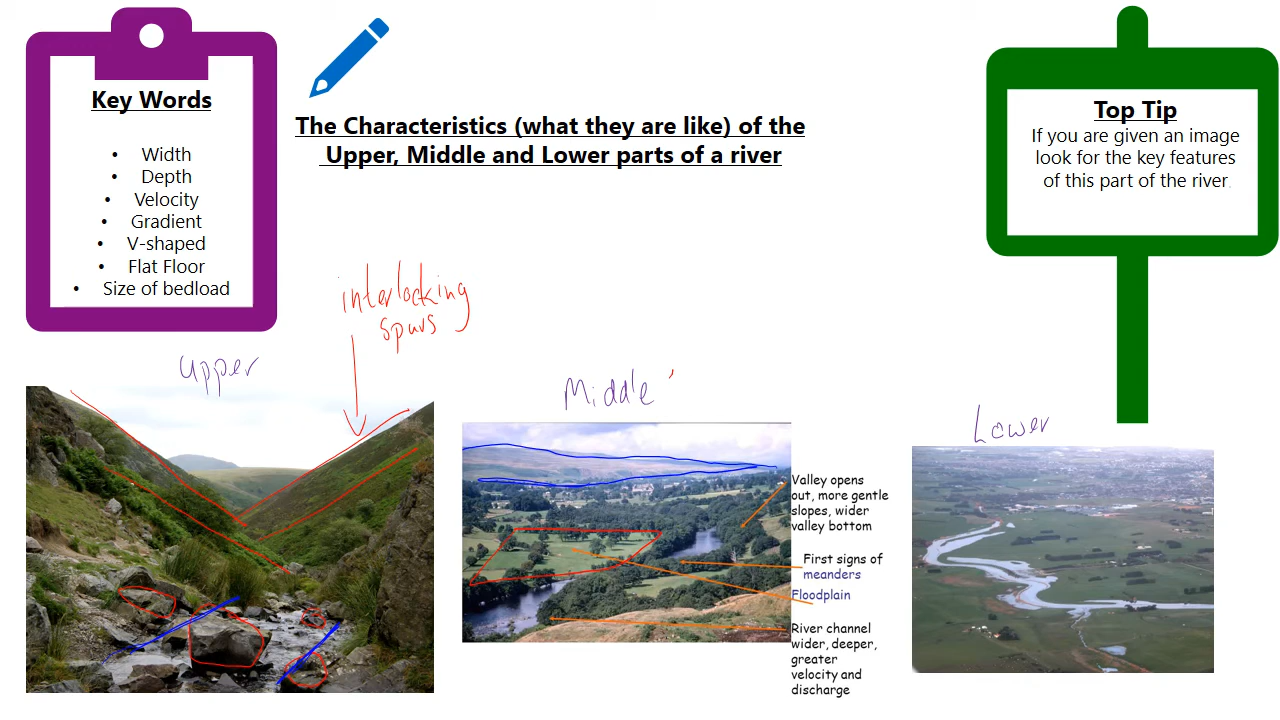 Key Words
• Width
• Depth
• Velocity
• Gradient
• V-shaped
• Flat Floor
• Size of bedload
The Characteristics (what they are like) of the
Upper, Middle and Lower parts of a river
Top Tip
If you are given an image
look for the key features
of this part of the river
interlocking
spurs
upper
Middle
Lower
Valley opens
out, more gentle
slopes, wider
valley bottom
First signs of
meanders
Floodplain
River channel
wider, deeper,
greater
velocity and
discharge